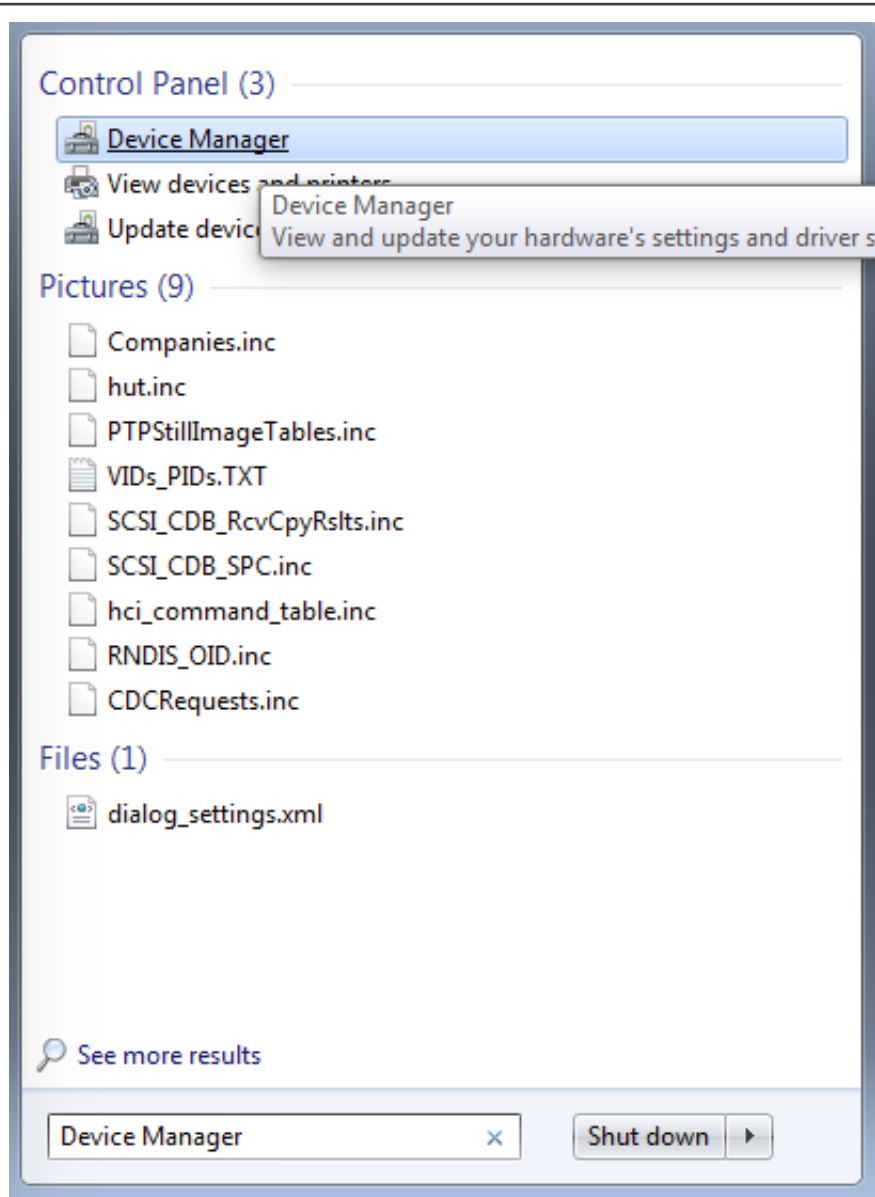 Control Panel (3)
Device Manager
View devices and printers
Device Manager
Update device
View and update your hardware's settings and driver s
Pictures (9)
Companies.inc
hut.inc
PTPStillImageTables.inc
VIDs_PIDs.TXT
SCSI_CDB_RcvCpyRslts.inc
SCSI_CDB_SPC.inc
hci_command_table.inc
RNDIS_OID.inc
CDCRequests.inc
Files (1)
dialog_settings.xml
See more results
Device Manager
Shut down